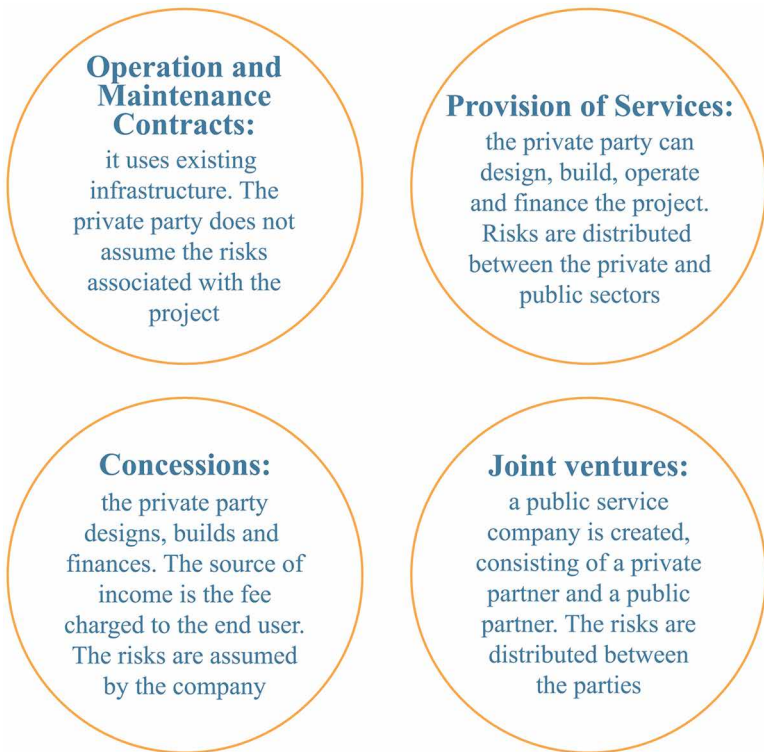 Operation and
Maintenance
Contracts:
it uses existing
infrastructure. The
private party does not
assume the risks
associated with the
project
Provision of Services:
the private party can
design, build, operate
and finance the project.
Risks are distributed
between the private and
public sectors
Concessions:
the private party
designs, builds and
finances. The source of
income is the fee
charged to the end user.
The risks are assumed
by the company
Joint ventures:
a public service
company is created,
consisting of a private
partner and a public
partner. The risks are
distributed between
the parties